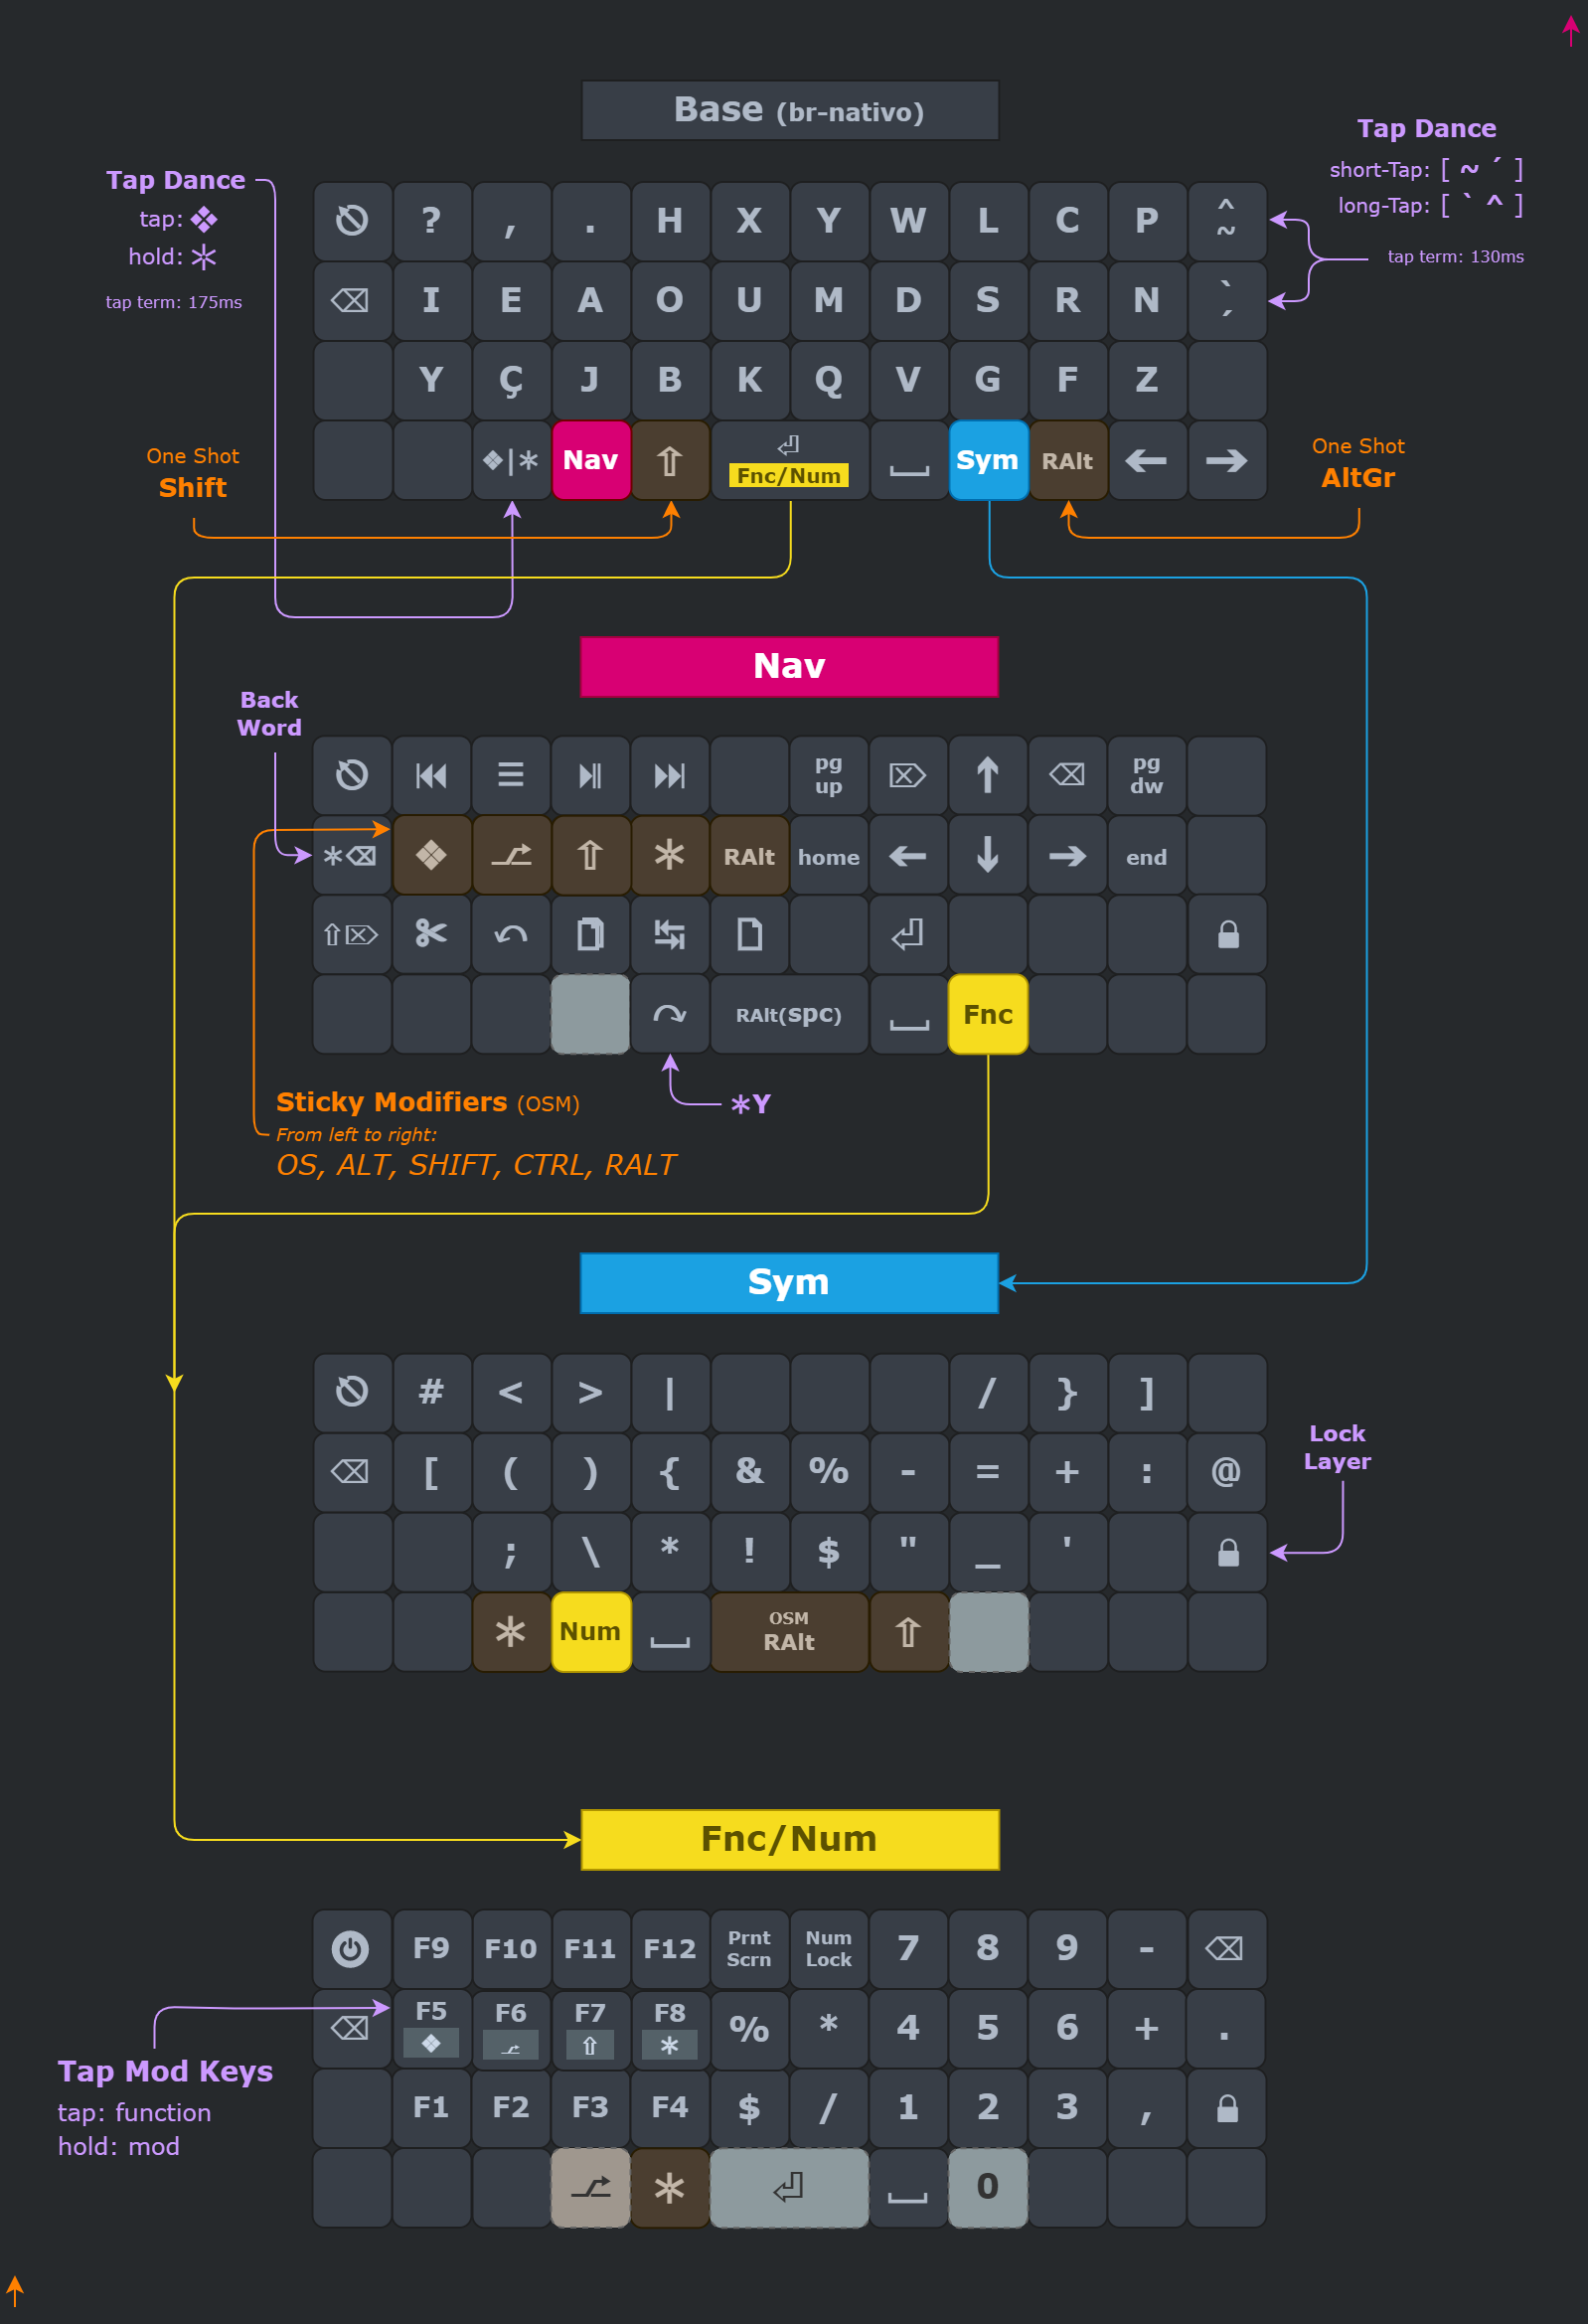 Base (br-nativo)
Tap Dance
tap: ❖
hold: ✳
tap term: 175ms
Tap Dance
short-Tap: [ ~ ´ ]
long-Tap: [ ` ^ ]
tap term: 130ms
? , . H X Y W L C P ^ ~
⌫ I E A O U M D S R N ` ´
Y Ç J B K Q V G F Z
❖|✳ Nav ⇧ ⏎ Fnc/Num ⎵ Sym RAlt ← →
One Shot
Shift
One Shot
AltGr
Nav
Back
Word
pg up ⌦ ↑ ⌫ pg dw
✳⌫ ❖ ⇧ ✳ RAlt home ← ↓ → end
⇧⌦
RAlt(spc) ⎵ Fnc
✳Y
Sticky Modifiers (OSM)
From left to right:
OS, ALT, SHIFT, CTRL, RALT
Sym
# < > | / } ]
⌫ [ ( ) { & % - = + : @
; \ * ! $ " _ '
✳ Num ⎵ OSM RAlt ⇧
Lock
Layer
Fnc/Num
F9 F10 F11 F12 Prnt Scrn Num Lock 7 8 9 - ⌫
⌫ F5 F6 F7 F8 % * 4 5 6 + .
F1 F2 F3 F4 $ / 1 2 3 ,
✳ ⏎ ⎵ 0
Tap Mod Keys
tap: function
hold: mod